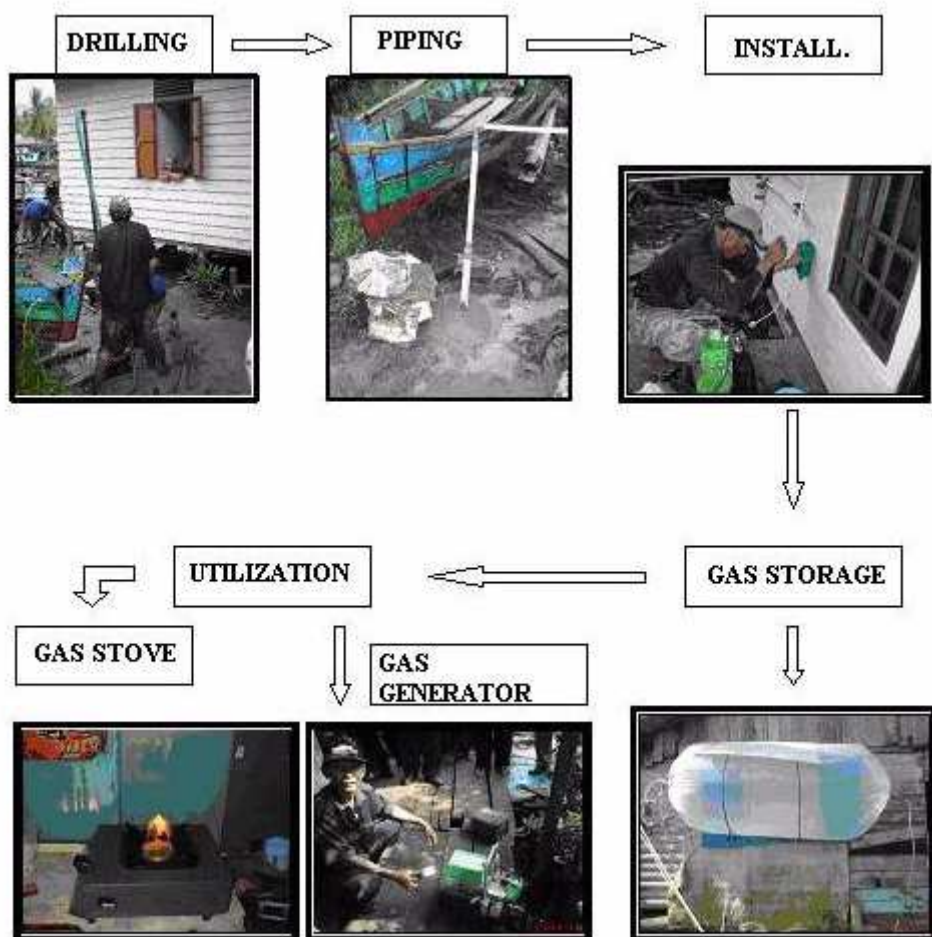 DRILLING
PIPING
INSTALL.
UTILIZATION
GAS STORAGE
GAS STOVE
GAS
GENERATOR